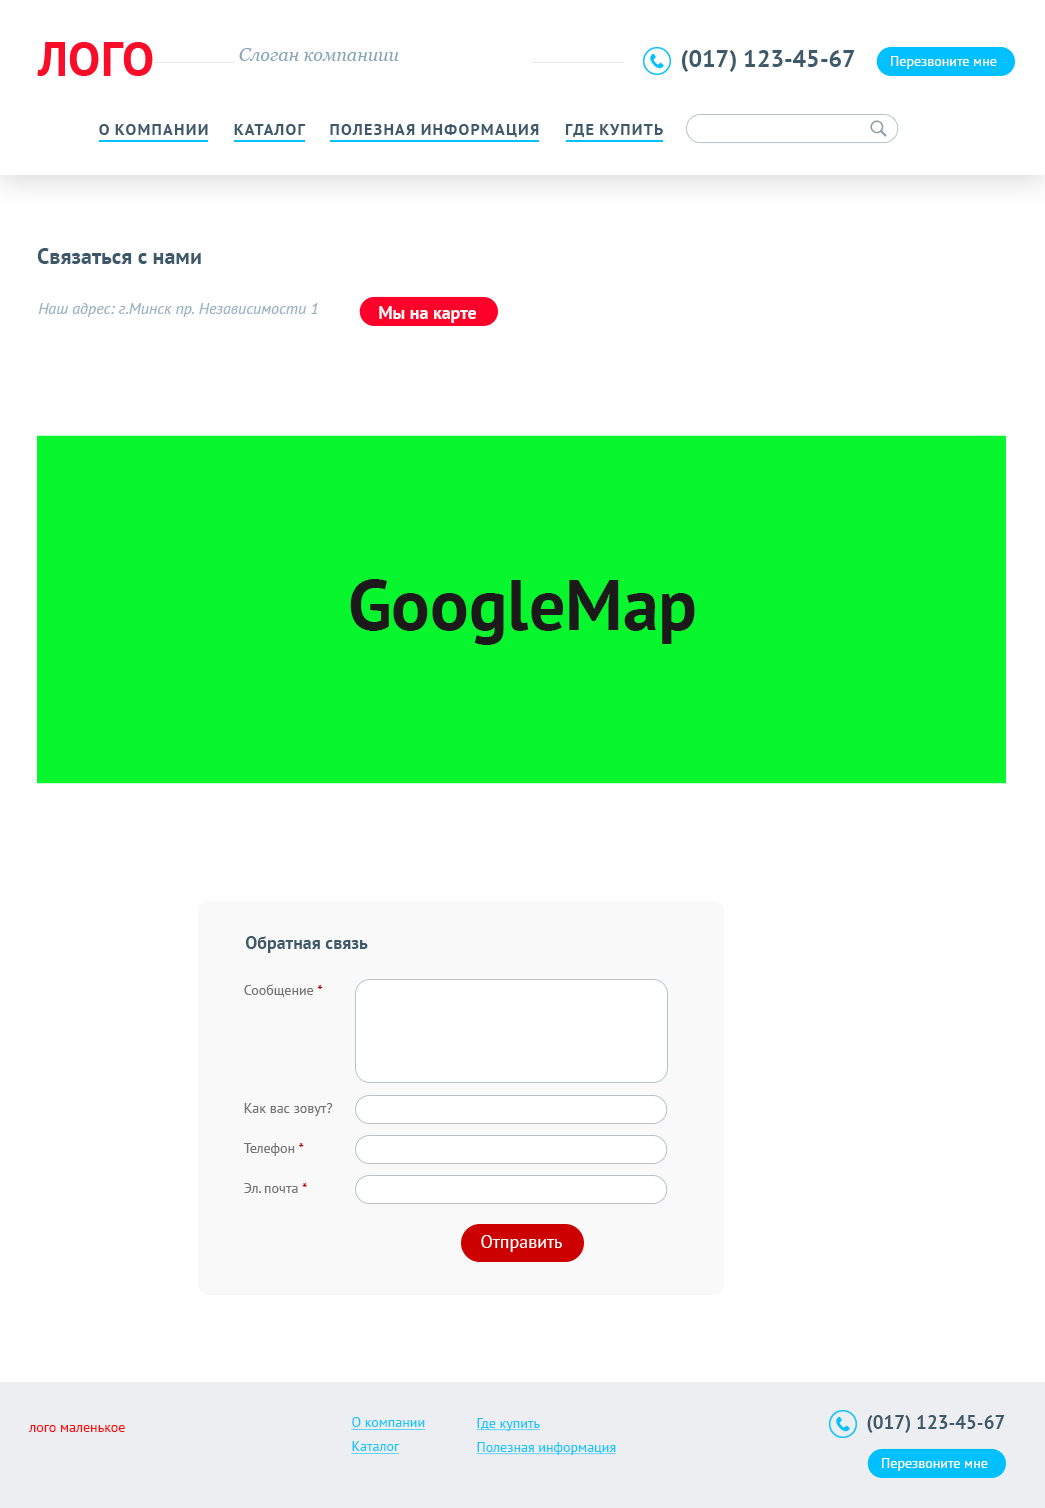 ЛОГО
Слоган компаниии
(017) 123-45-67
Перезвоните мне
О КОМПАНИИ
КАТАЛОГ
ПОЛЕЗНАЯ ИНФОРМАЦИЯ
ГДЕ КУПИТЬ
Связаться с нами
Наш адрес: г.Минск пр. Независимости 1
Мы на карте
GoogleMap
Обратная связь
Сообщение *
Как вас зовут?
Телефон *
Эл. почта *
Отправить
лого маленькое
О компании
Каталог
Где купить
Полезная информация
(017) 123-45-67
Перезвоните мне